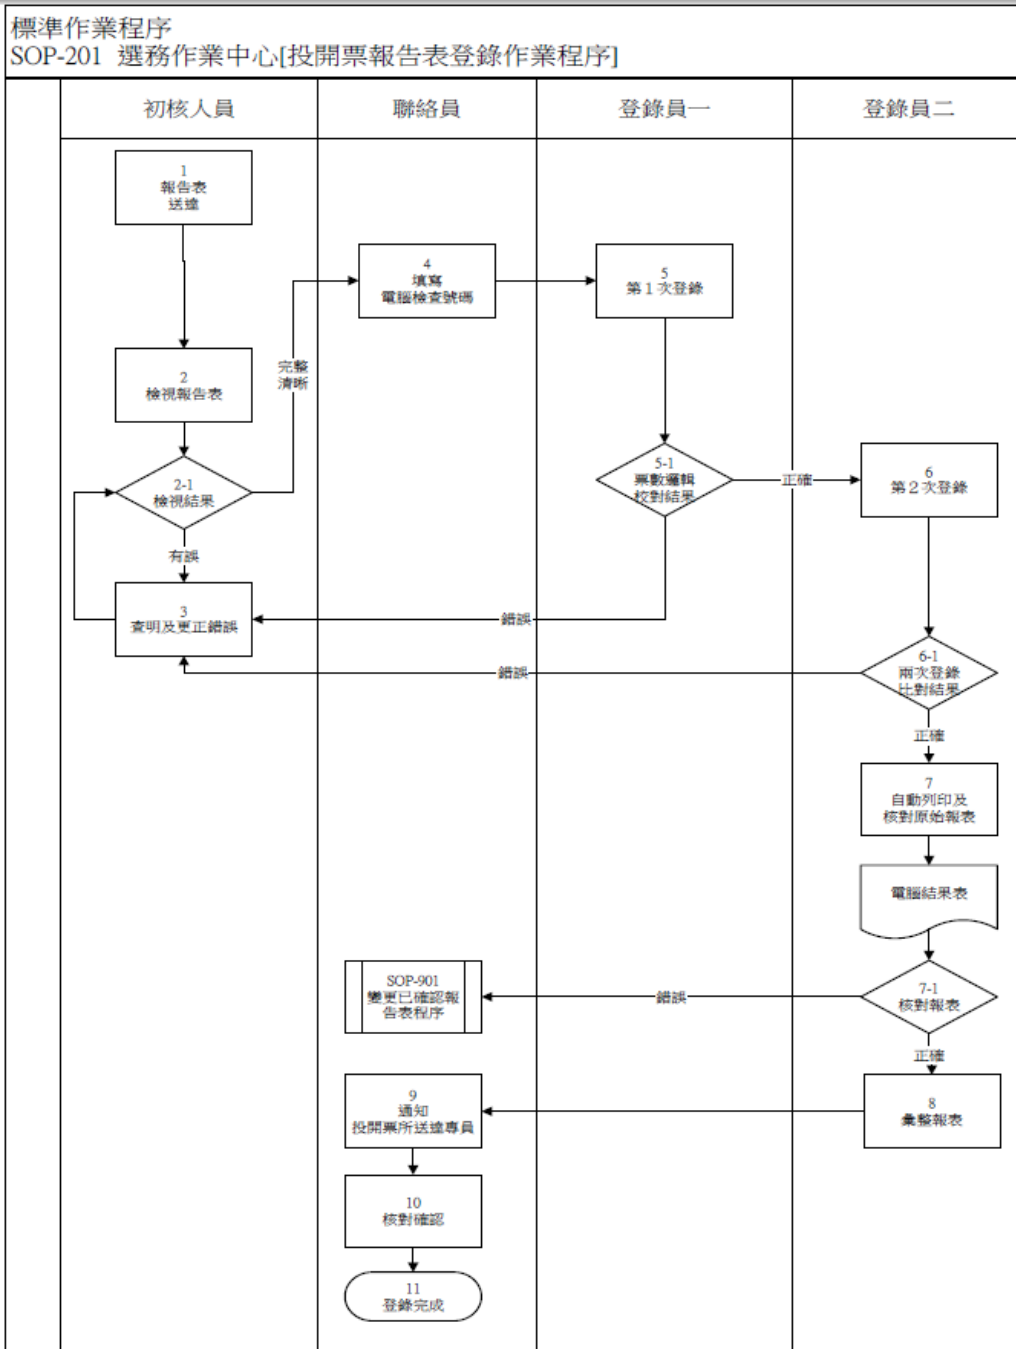 標準作業程序
SOP-201 選務作業中心[投開票報告表登錄作業程序]
初核人員
聯絡員
登錄員一
登錄員二
1
報告表
送達
4
填寫
電腦檢查號碼
5
第1次登錄
2
檢視報告表
完整
清晰
2-1
檢視結果
5-1
票數邏輯
校對結果
正確
6
第2次登錄
有誤
3
查明及更正錯誤
錯誤
錯誤
6-1
兩次登錄
比對結果
正確
7
自動列印及
核對原始報表
電腦結果表
SOP-901
變更已確認報
告表程序
錯誤
7-1
核對報表
正確
9
通知
投開票所送達專員
8
彙整報表
10
核對確認
11
登錄完成